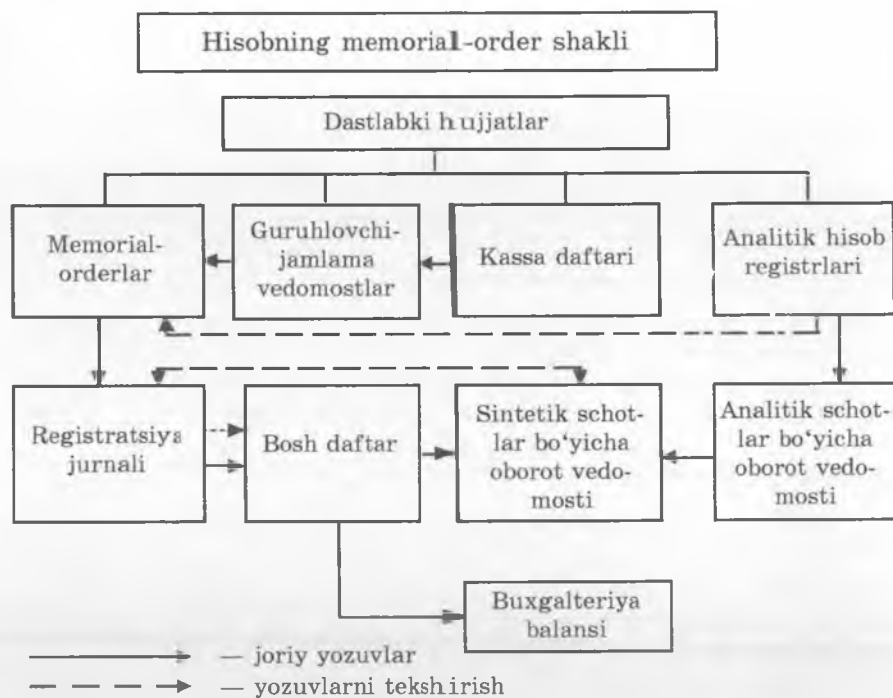 Hisobning memorial-order shakli
Dastlabki hujjatlar
Memorial-
orderlar
Guruhlovchi-
jamlama
vedomostlar
Kassa daftari
Analitik hisob
registrlari
Registratsiya
jurnali
Bosh daftar
Sintetik schot-
lar bo‘yicha
oborot vedo-
mosti
Analitik schot-
lar bo‘yicha
oborot vedo-
mosti
Buxgalteriya
balansi
— joriy yozuvlar
— yozuvlarni tekshirish